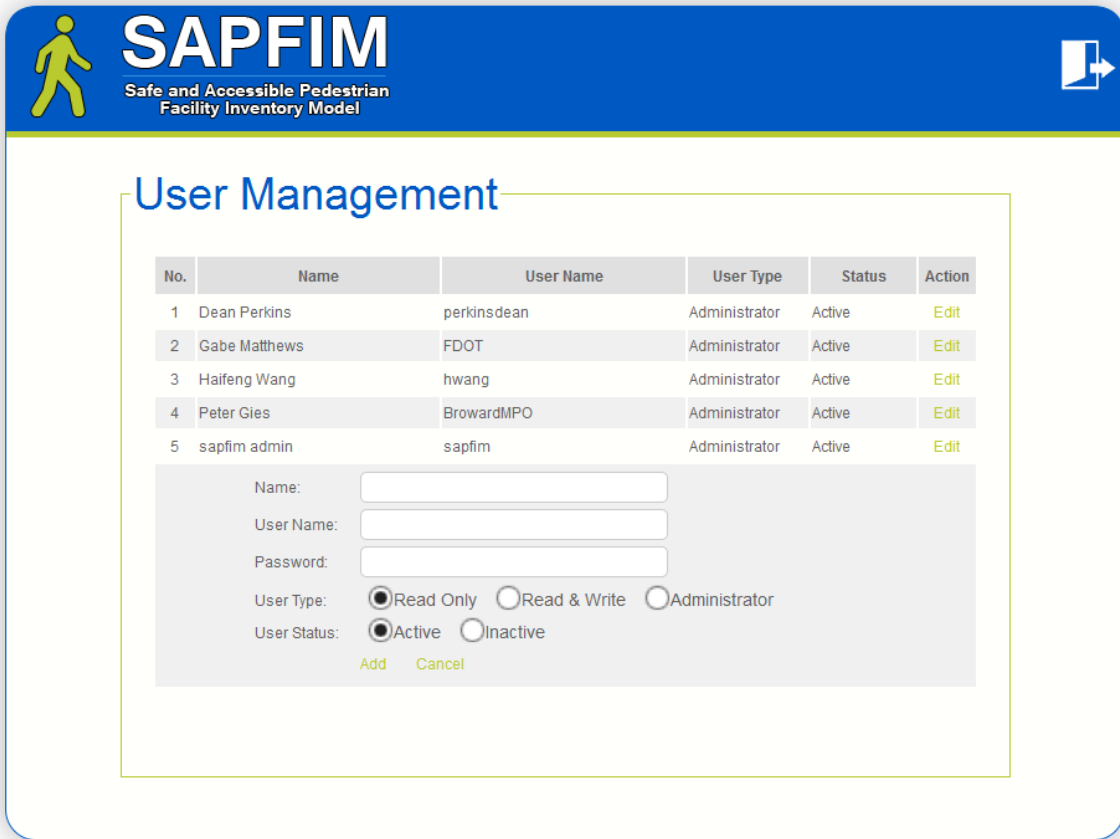 SAPFIM
Safe and Accessible Pedestrian
Facility Inventory Model
User Management
No. Name User Name User Type Status Action
1 Dean Perkins perkinsdean Administrator Active Edit
2 Gabe Matthews FDOT Administrator Active Edit
3 Haifeng Wang hwang Administrator Active Edit
4 Peter Gies BrowardMPO Administrator Active Edit
5 sapfim admin sapfim Administrator Active Edit
Name:
User Name:
Password:
User Type: Read Only Read & Write Administrator
User Status: Active Inactive
Add Cancel